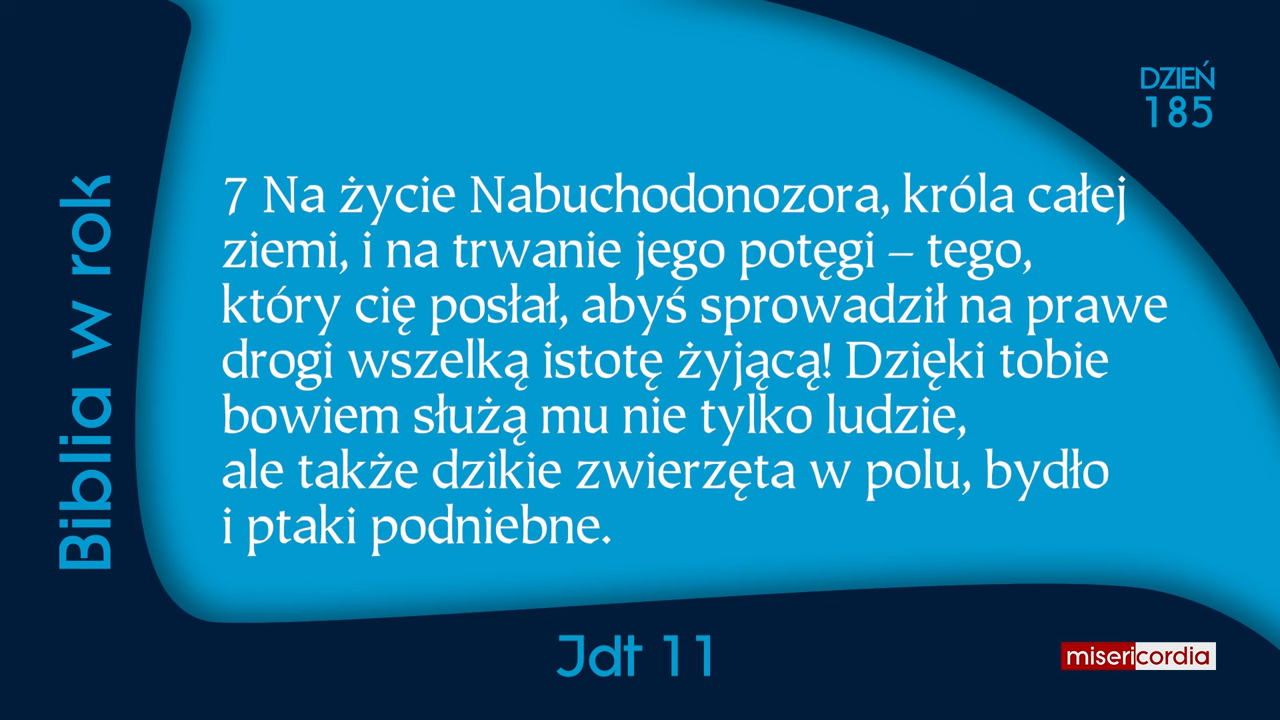 DZIEŃ
185
Biblia w rok
7 Na życie Nabuchodonozora, króla całej
ziemi, i na trwanie jego potęgi – tego,
który cię posłał, abyś sprowadził na prawe
drogi wszelką istotę żyjącą! Dzięki tobie
bowiem służą mu nie tylko ludzie,
ale także dzikie zwierzęta w polu, bydło
i ptaki podniebne.
Jdt 11
misericordia